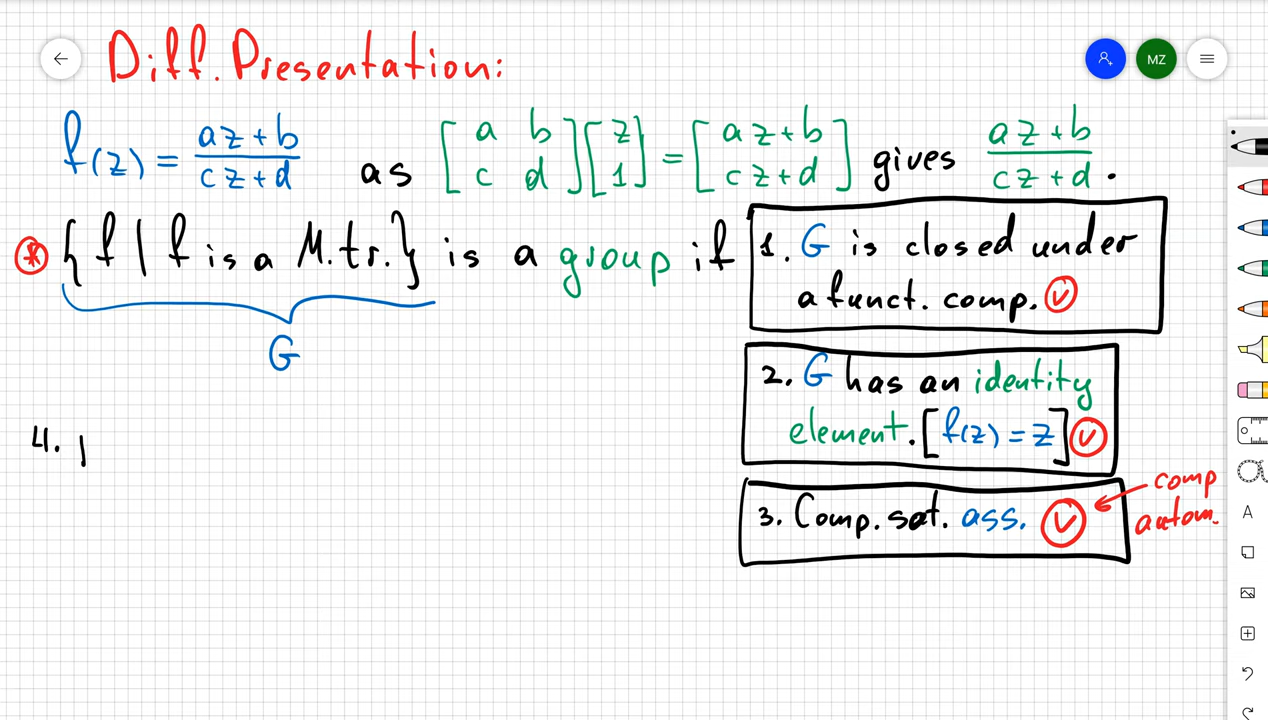 Diff. Presentation:
MZ
f(z) = az+b / cz+d as [a b c d][z 1] = [az+b cz+d] gives az+b / cz+d.
* {f | f is a M.tr.} is a group if
G
1. G is closed under
a funct. comp. v
2. G has an identity
element. [f(z) = z] v
3. Comp. sat. ass. v
comp
autom.
4.
A